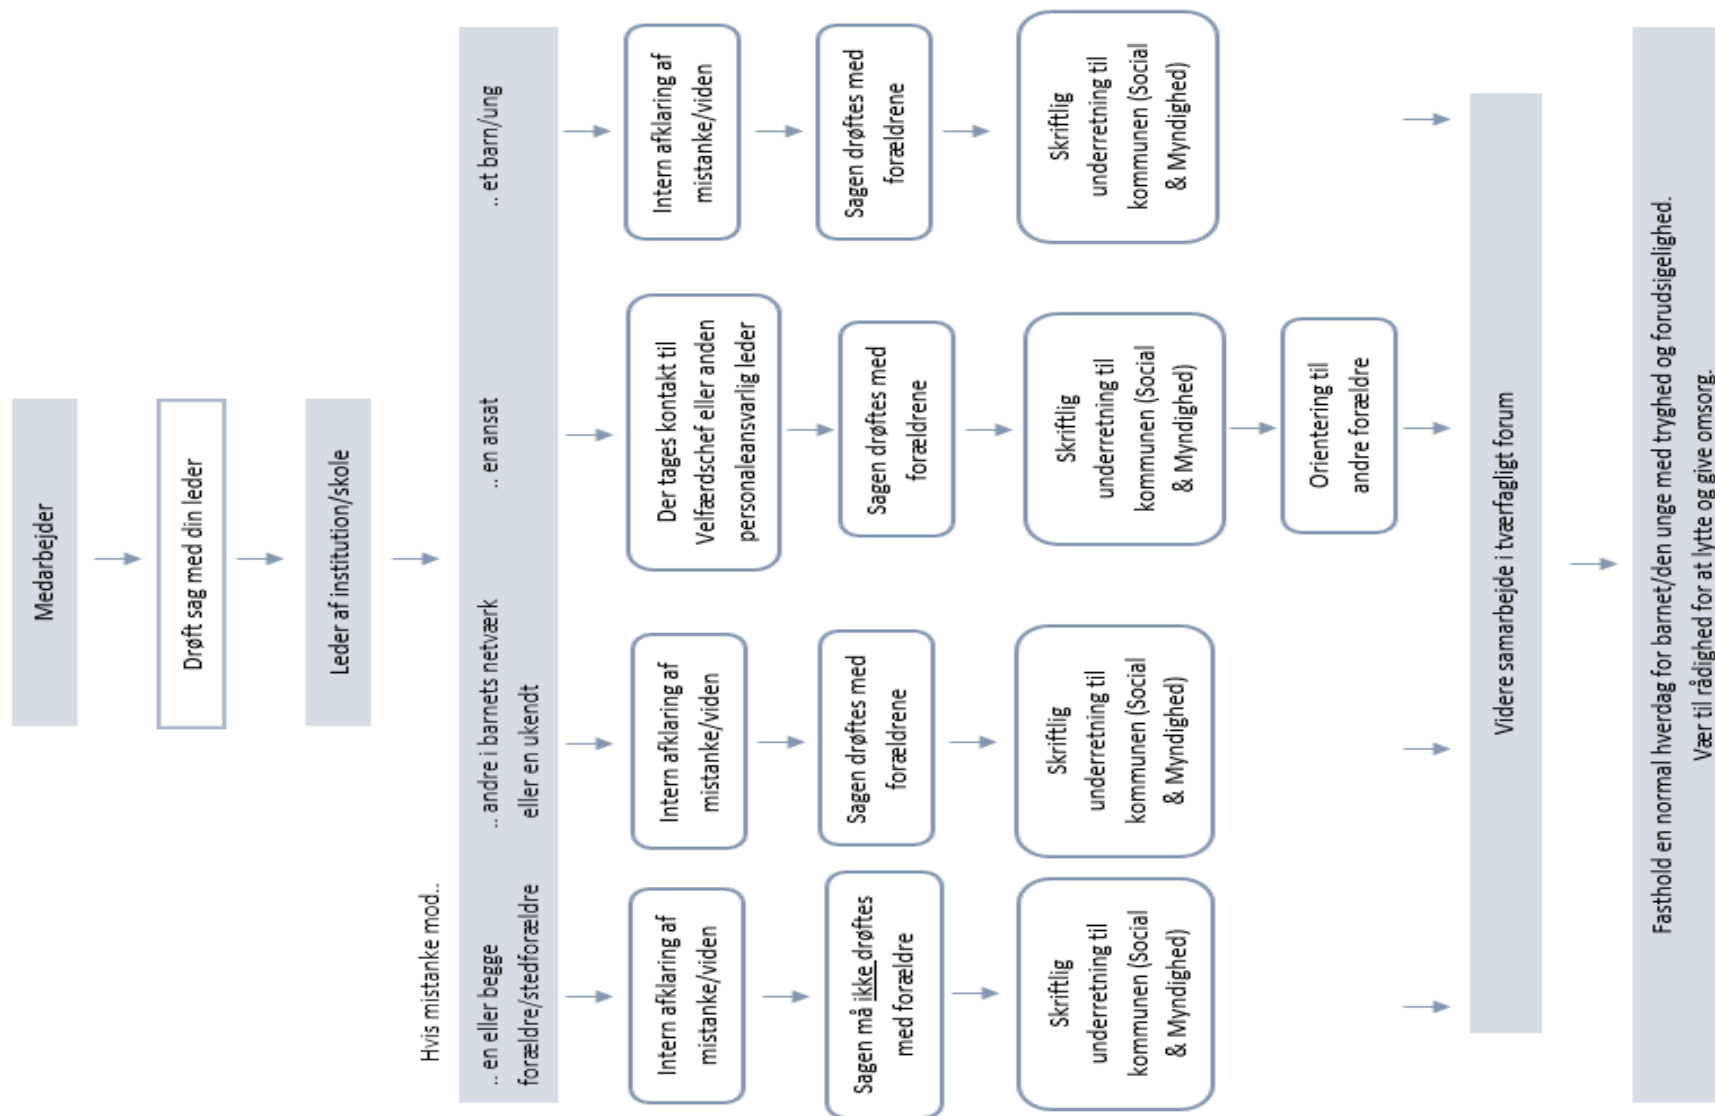 Medarbejder
Drøft sag med din leder
Leder af institution/skole
Hvis mistanke mod..
.. en eller begge
forældre/stedforældre
.. andre i barnets netværk
eller en ukendt
.. en ansat
.. et barn/ung
Intern afklaring af
mistanke/viden
Intern afklaring af
mistanke/viden
Der tages kontakt til
Velfærdschef eller anden
personaleansvarlig leder
Intern afklaring af
mistanke/viden
Sagen må ikke drøftes
med forældre
Sagen drøftes med
forældrene
Sagen drøftes med
forældrene
Sagen drøftes med
forældrene
Skriftlig
underretning til
kommunen (Social
& Myndighed)
Skriftlig
underretning til
kommunen (Social
& Myndighed)
Skriftlig
underretning til
kommunen (Social
& Myndighed)
Skriftlig
underretning til
kommunen (Social
& Myndighed)
Orientering til
andre forældre
Videre samarbejde i tværfagligt forum
Fasthold en normal hverdag for barnet/den unge med tryghed og forudsigelighed.
Vær til rådighed for at lytte og give omsorg.